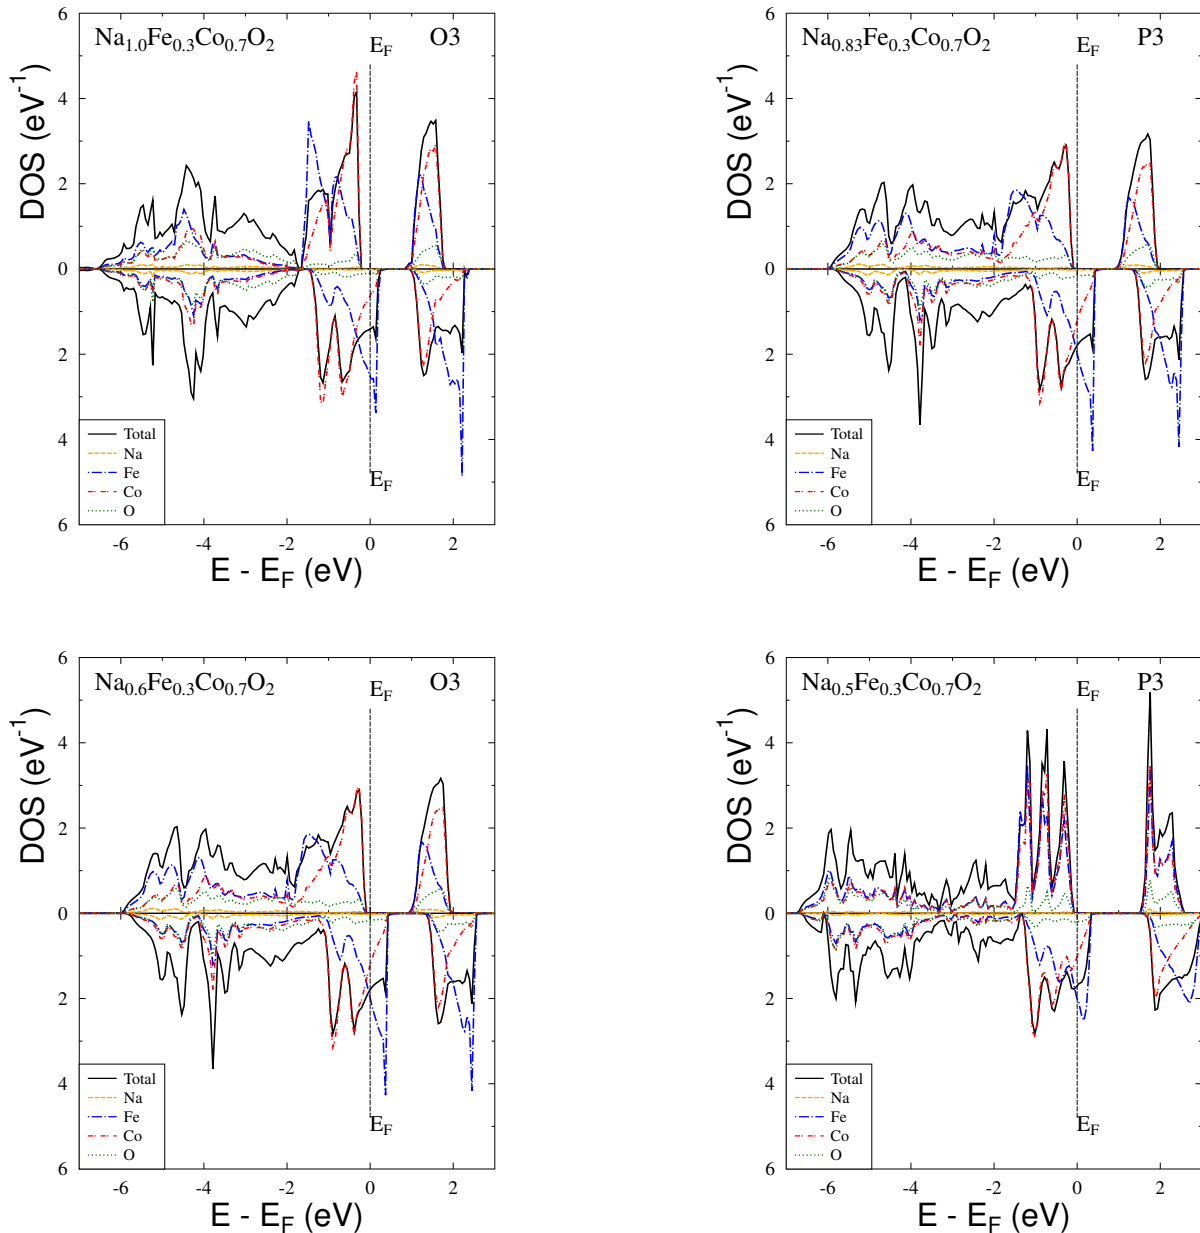 Na1.0Fe0.3Co0.7O2
EF
O3
6
4
2
0
2
4
6
DOS (eV-1)
EF
Total
Na
Fe
Co
O
-6 -4 -2 0 2
E - EF (eV)
Na0.83Fe0.3Co0.7O2
EF
P3
6
4
2
0
2
4
6
DOS (eV-1)
EF
Total
Na
Fe
Co
O
-6 -4 -2 0 2
E - EF (eV)
Na0.6Fe0.3Co0.7O2
EF
O3
6
4
2
0
2
4
6
DOS (eV-1)
EF
Total
Na
Fe
Co
O
-6 -4 -2 0 2
E - EF (eV)
Na0.5Fe0.3Co0.7O2
EF
P3
6
4
2
0
2
4
6
DOS (eV-1)
EF
Total
Na
Fe
Co
O
-6 -4 -2 0 2
E - EF (eV)